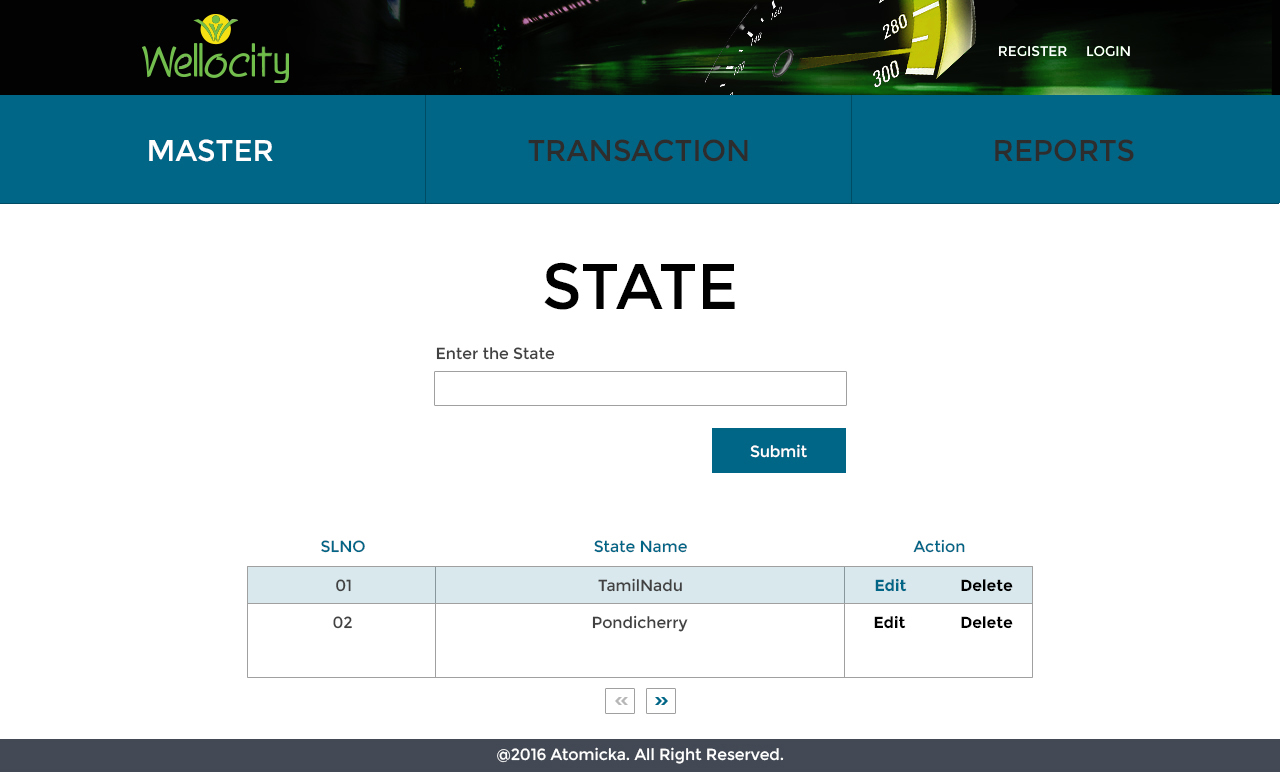 Wellocity
280
300
REGISTER LOGIN
MASTER TRANSACTION REPORTS
STATE
Enter the State
Submit
SLNO State Name Action
01 TamilNadu Edit Delete
02 Pondicherry Edit Delete
« »
@2016 Atomicka. All Right Reserved.